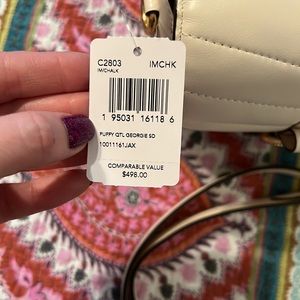 C2803 IMCHK
IM/CHALK
1 95031 16118 6
PUFFY QTL GEORGIE SD
10011161JAX
COMPARABLE VALUE
$498.00